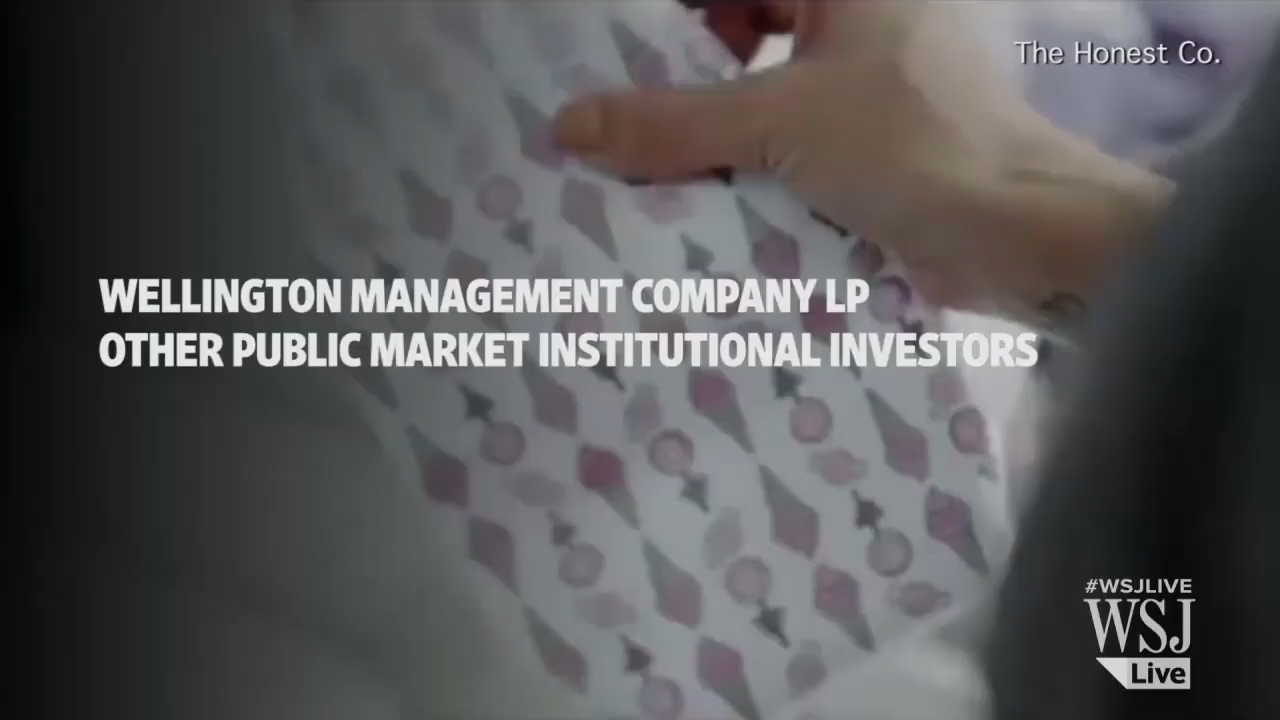 The Honest Co.
WELLINGTON MANAGEMENT COMPANY LP
OTHER PUBLIC MARKET INSTITUTIONAL INVESTORS
#WSJLIVE
WSJ
Live